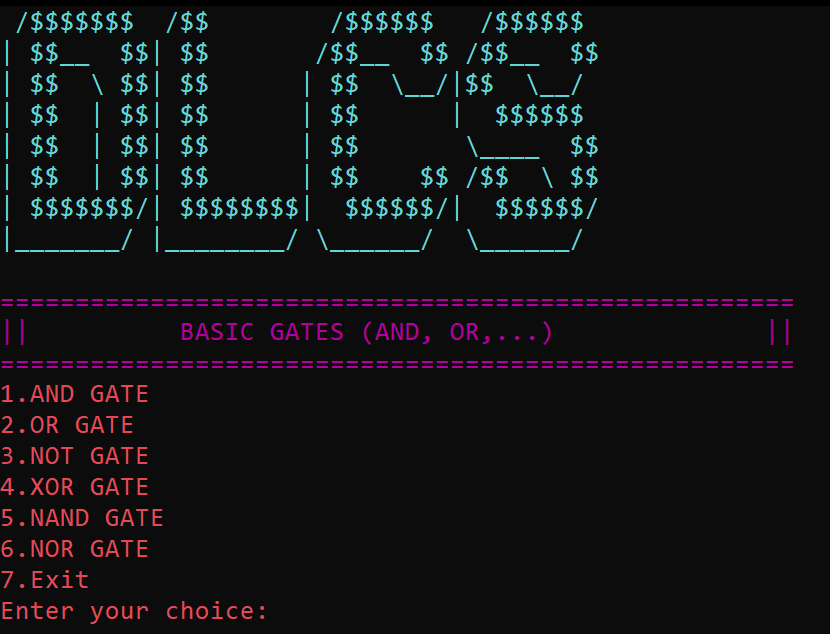 /$$$$$$$  /$$        /$$$$$$   /$$$$$$
| $$__  $$| $$       /$$__  $$ /$$__  $$
| $$  \ $$| $$      | $$  \__/|$$  \__/
| $$  | $$| $$      | $$      |  $$$$$$
| $$  | $$| $$      | $$       \____  $$
| $$  | $$| $$      | $$    $$ /$$  \ $$
| $$$$$$$/| $$$$$$$$|  $$$$$$/|  $$$$$$/
|_______/ |________/ \______/  \______/
=====================================================
||          BASIC GATES (AND, OR,...)              ||
=====================================================
1.AND GATE
2.OR GATE
3.NOT GATE
4.XOR GATE
5.NAND GATE
6.NOR GATE
7.Exit
Enter your choice: